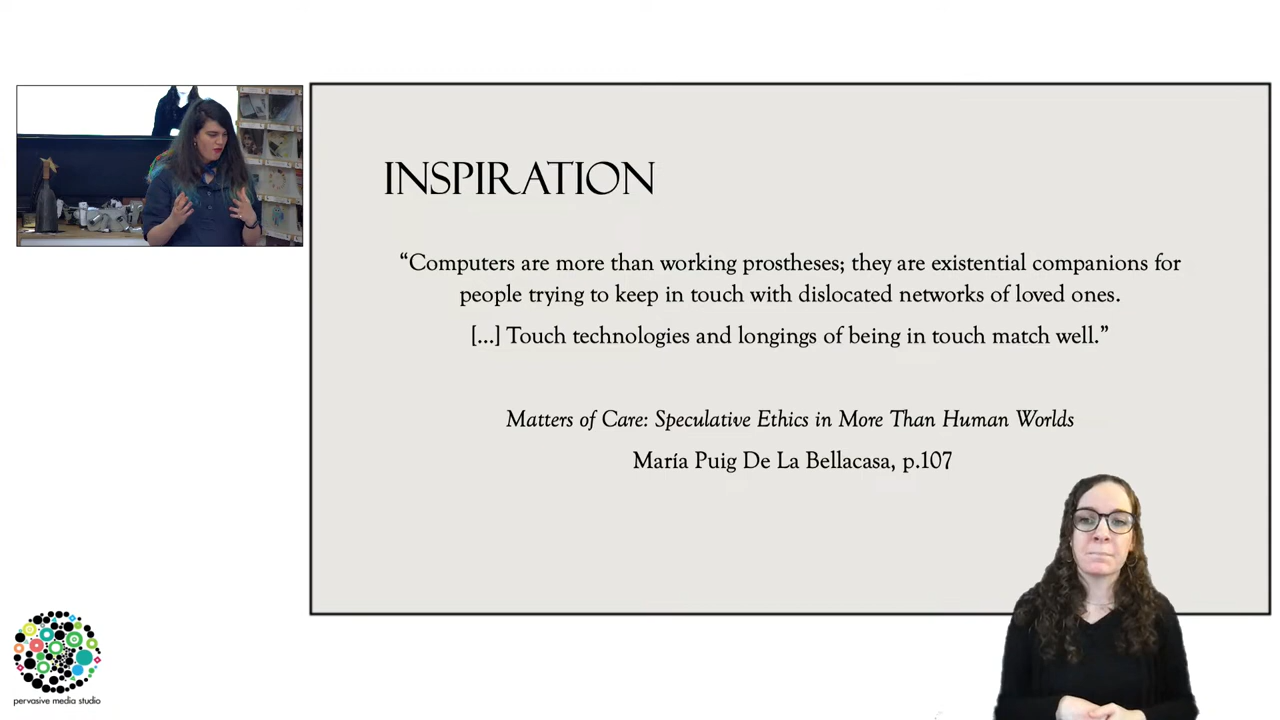 INSPIRATION
“Computers are more than working prostheses; they are existential companions for
people trying to keep in touch with dislocated networks of loved ones.
[...] Touch technologies and longings of being in touch match well.”
Matters of Care: Speculative Ethics in More Than Human Worlds
María Puig De La Bellacasa, p.107
pervasive media studio